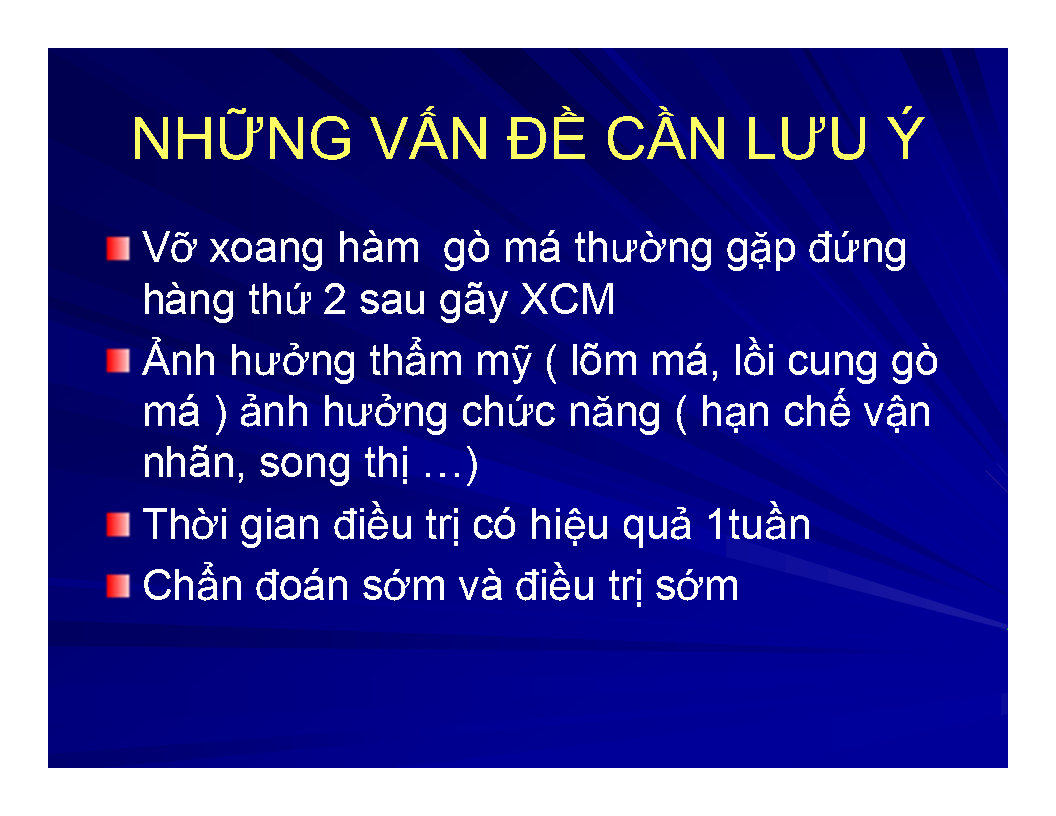 NHỮNG VẤN ĐỀ CẦN LƯU Ý
Vỡ xoang hàm  gò má thường gặp đứng
hàng thứ 2 sau gãy XCM
Ảnh hưởng thẩm mỹ ( lõm má, lồi cung gò
má ) ảnh hưởng chức năng ( hạn chế vận
nhãn, song thị …)
Thời gian điều trị có hiệu quả 1tuần
Chẩn đoán sớm và điều trị sớm